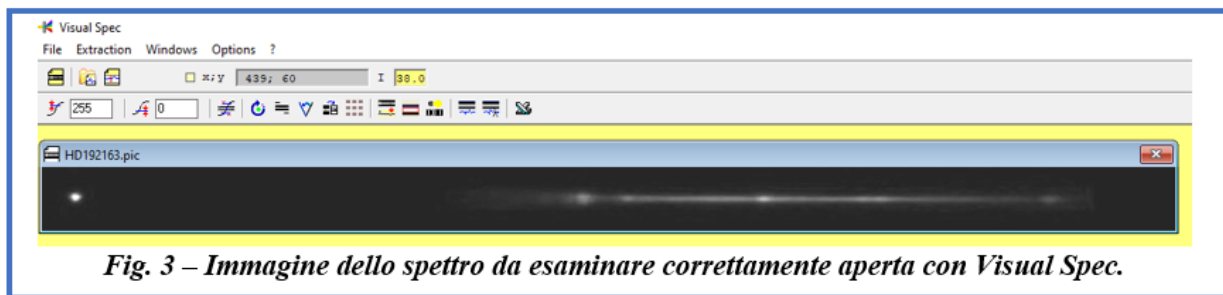 Visual Spec
File Extraction Windows Options ?
x;y 439; 60 I 38.0
255 0
HD192163.pic
Fig. 3 – Immagine dello spettro da esaminare correttamente aperta con Visual Spec.